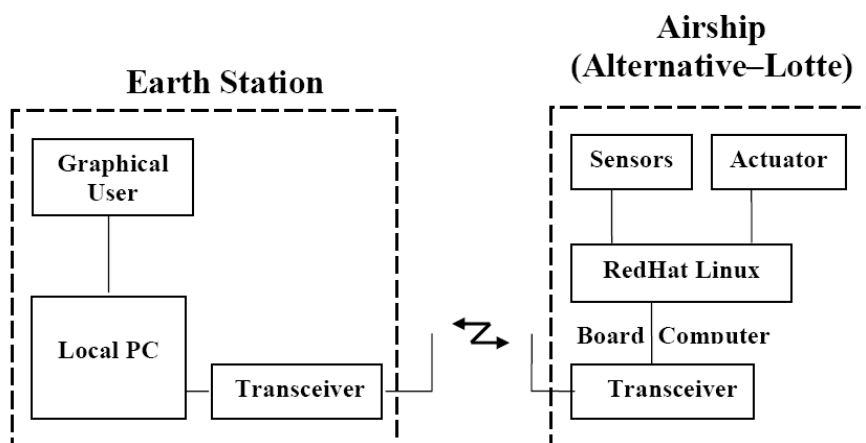 Earth Station
Graphical
User
Local PC
Transceiver
Airship
(Alternative–Lotte)
Sensors
Actuator
RedHat Linux
Board Computer
Transceiver